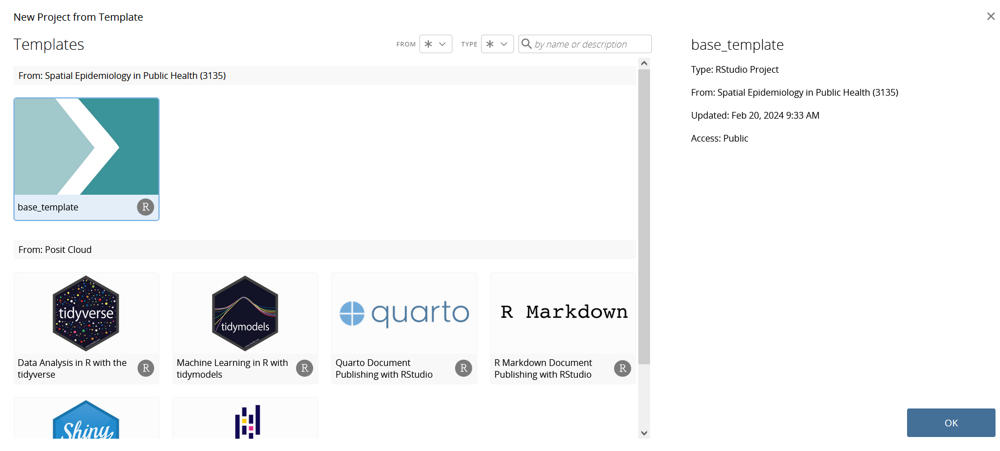 New Project from Template
Templates
FROM
TYPE
by name or description
From: Spatial Epidemiology in Public Health (3135)
base_template
R
From: Posit Cloud
tidyverse
Data Analysis in R with the
tidyverse
R
tidymodels
Machine Learning in R with
tidymodels
R
quarto
Quarto Document
Publishing with RStudio
R
R Markdown
R Markdown Document
Publishing with RStudio
R
Shiny
base_template
Type: RStudio Project
From: Spatial Epidemiology in Public Health (3135)
Updated: Feb 20, 2024 9:33 AM
Access: Public
OK